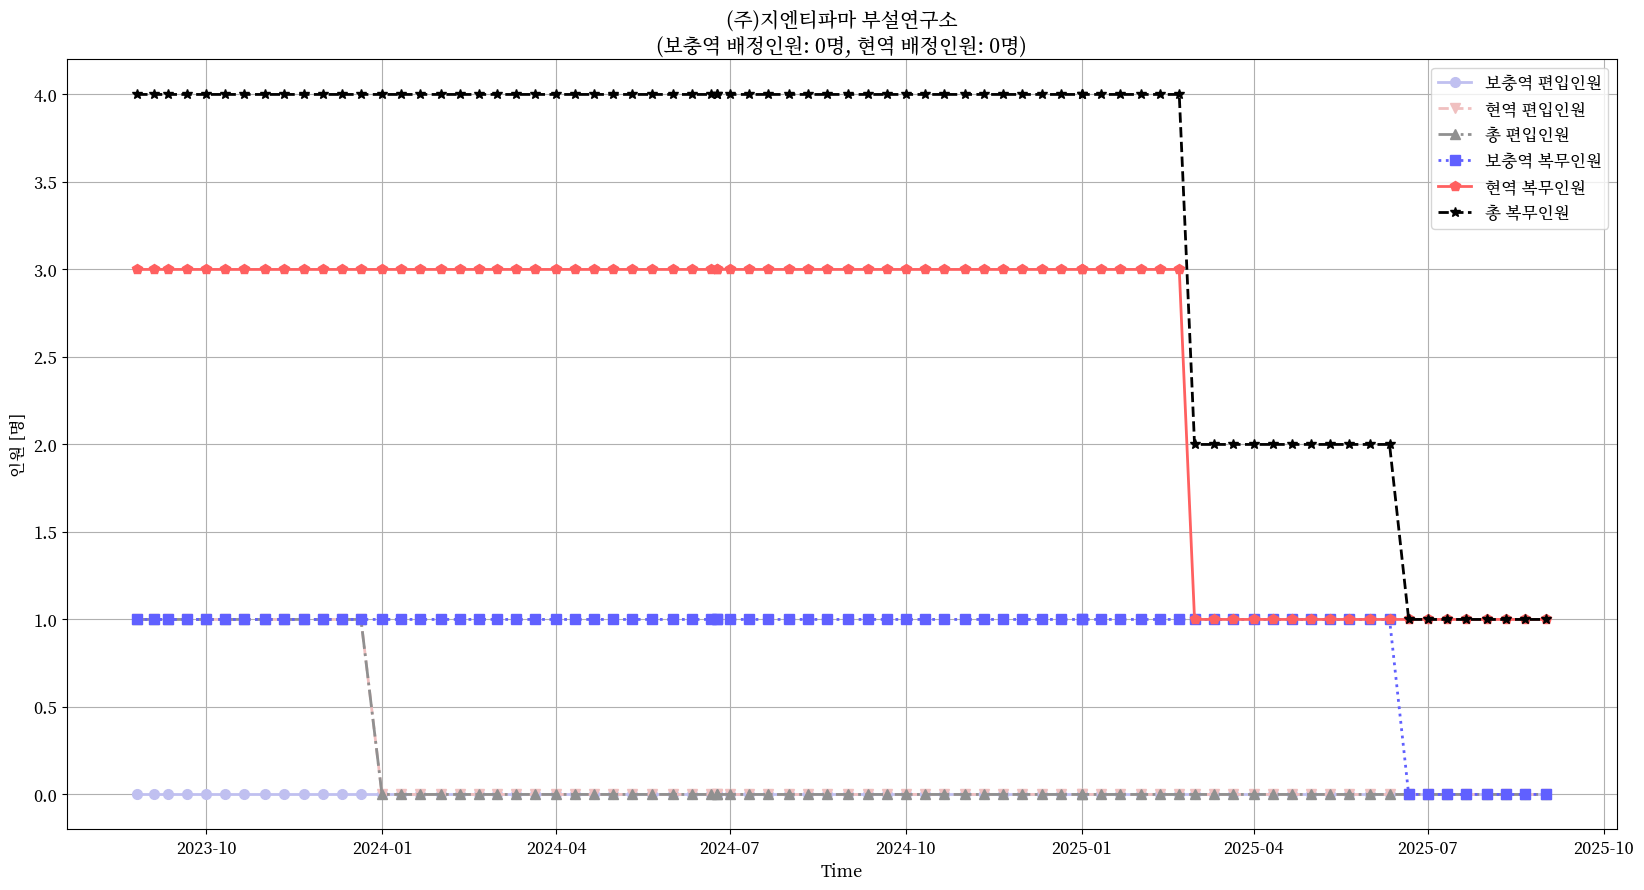 (주)지엔티파마 부설연구소
(보충역 배정인원: 0명, 현역 배정인원: 0명)
보충역 편입인원
현역 편입인원
총 편입인원
보충역 복무인원
현역 복무인원
총 복무인원
인원 [명]
4.0
3.5
3.0
2.5
2.0
1.5
1.0
0.5
0.0
2023-10 2024-01 2024-04 2024-07 2024-10 2025-01 2025-04 2025-07 2025-10
Time